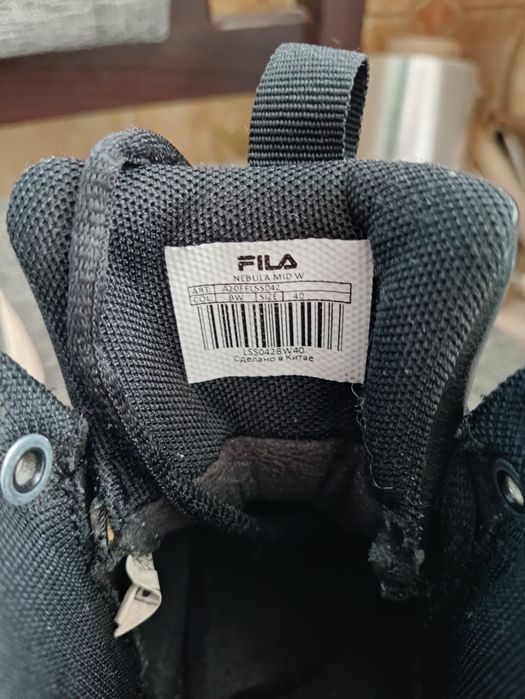 FILA
NEBULA MID W
ART. A20FFLSS042
COL. BW SIZE 40
LSS042BW40
Сделано в Китае